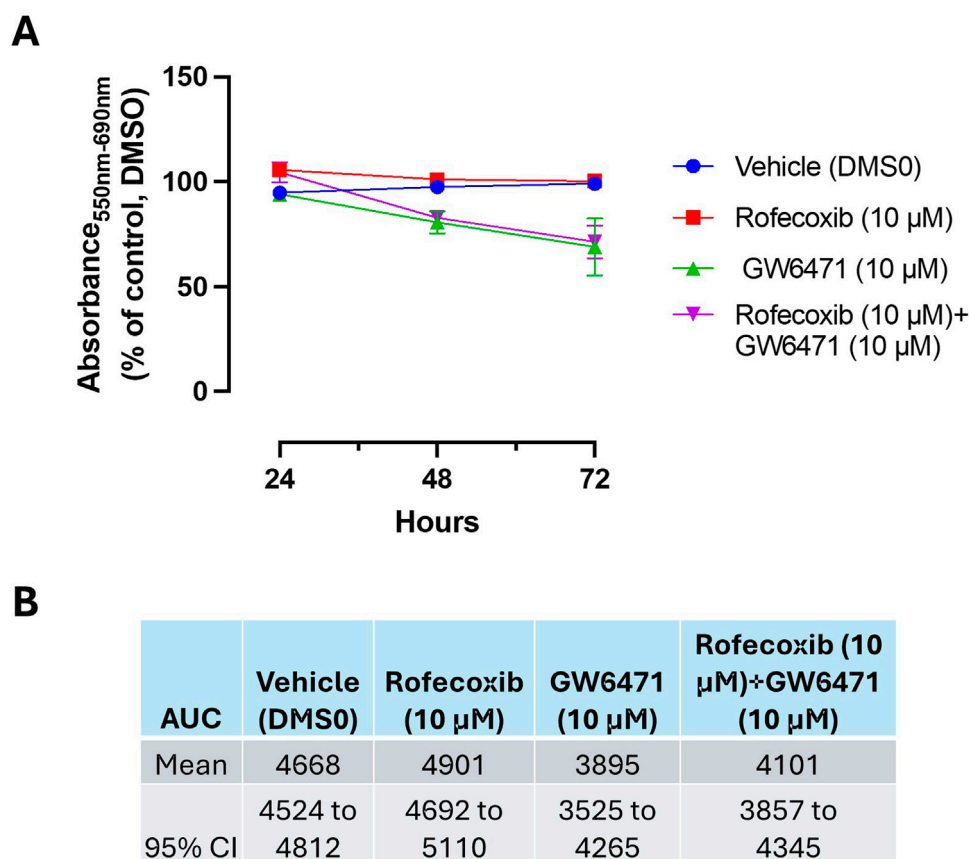 A
150
100
50
0
Absorbance550nm-690nm
(% of control, DMSO)
24 48 72
Hours
Vehicle (DMS0)
Rofecoxib (10 µM)
GW6471 (10 µM)
Rofecoxib (10 µM)+
GW6471 (10 µM)
B
AUC
Vehicle
(DMS0)
Rofecoxib
(10 µM)
GW6471
(10 µM)
Rofecoxib (10
µM)+GW6471
(10 µM)
Mean 4668 4901 3895 4101
95% CI
4524 to
4812
4692 to
5110
3525 to
4265
3857 to
4345